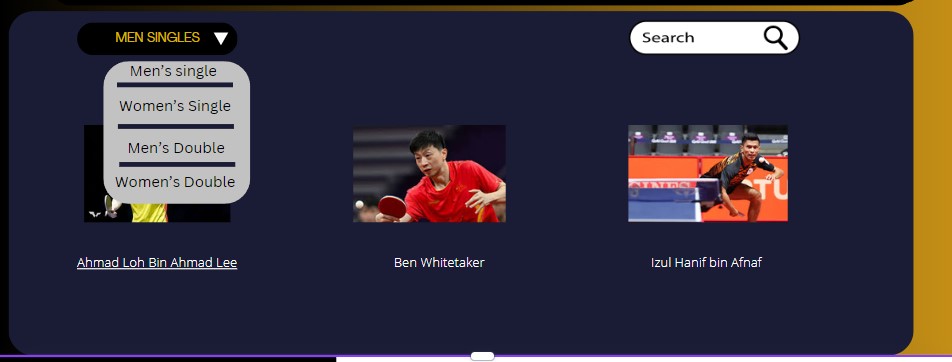 MEN SINGLES
Search
Men’s single
Women’s Single
Men’s Double
Women’s Double
Ahmad Loh Bin Ahmad Lee
Ben Whitetaker
Izul Hanif bin Afnaf